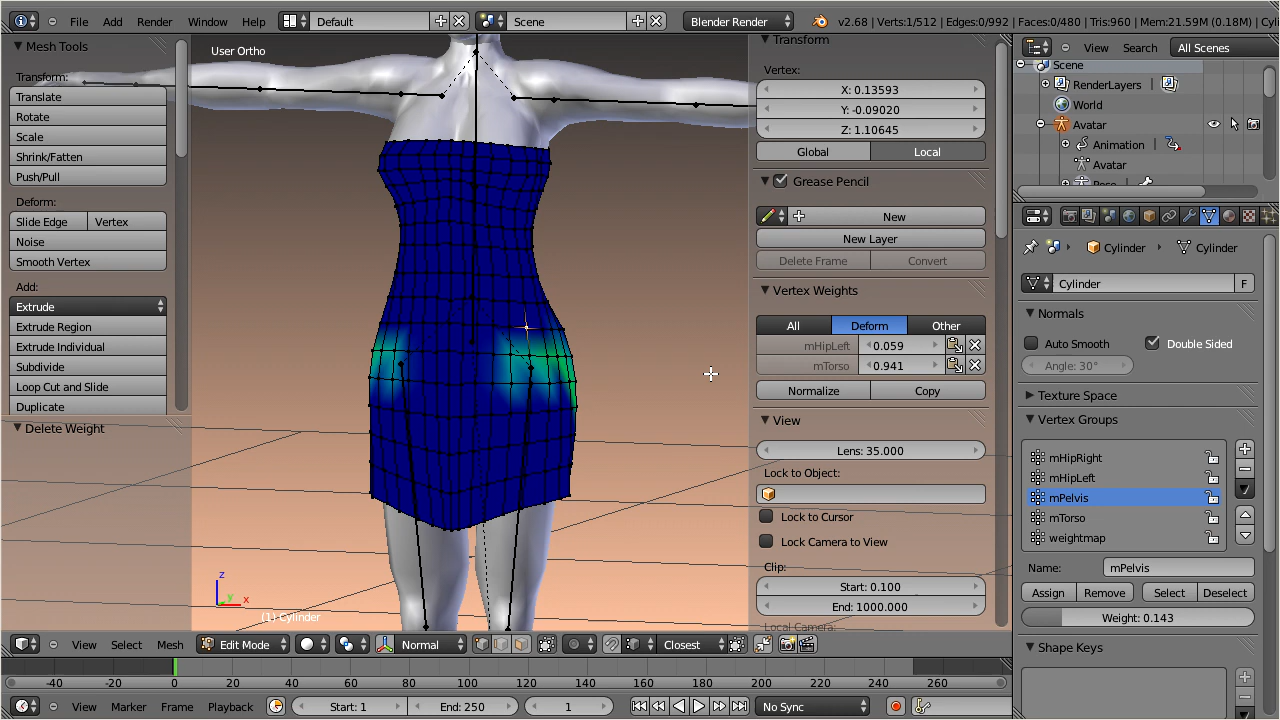 File Add Render Window Help Default Scene Blender Render v2.68 | Verts:1/512 | Edges:0/992 | Faces:0/480 | Tris:960 | Mem:21.59M (0.18M) |
Mesh Tools
Transform:
Translate
Rotate
Scale
Shrink/Fatten
Push/Pull
Deform:
Slide Edge Vertex
Noise
Smooth Vertex
Add:
Extrude
Extrude Region
Extrude Individual
Subdivide
Loop Cut and Slide
Duplicate
Delete Weight
User Ortho
z
y
x
(1) Cylinder
Transform
Vertex:
X: 0.13593
Y: -0.09020
Z: 1.10645
Global Local
Grease Pencil
New
New Layer
Delete Frame Convert
Vertex Weights
All Deform Other
mHipLeft 0.059
mTorso 0.941
Normalize Copy
View
Lens: 35.000
Lock to Object:
Lock to Cursor
Lock Camera to View
Clip:
Start: 0.100
End: 1000.000
Local Camera:
View Search All Scenes
Scene
RenderLayers
World
Avatar
Animation
Avatar
Pose
Cylinder Cylinder
Cylinder F
Normals
Auto Smooth Double Sided
Angle: 30°
Texture Space
Vertex Groups
mHipRight
mHipLeft
mPelvis
mTorso
weightmap
Name: mPelvis
Assign Remove Select Deselect
Weight: 0.143
Shape Keys
View Select Mesh Edit Mode Normal Closest
-40 -20 0 20 40 60 80 100 120 140 160 180 200 220 240 260
View Marker Frame Playback Start: 1 End: 250 1 No Sync